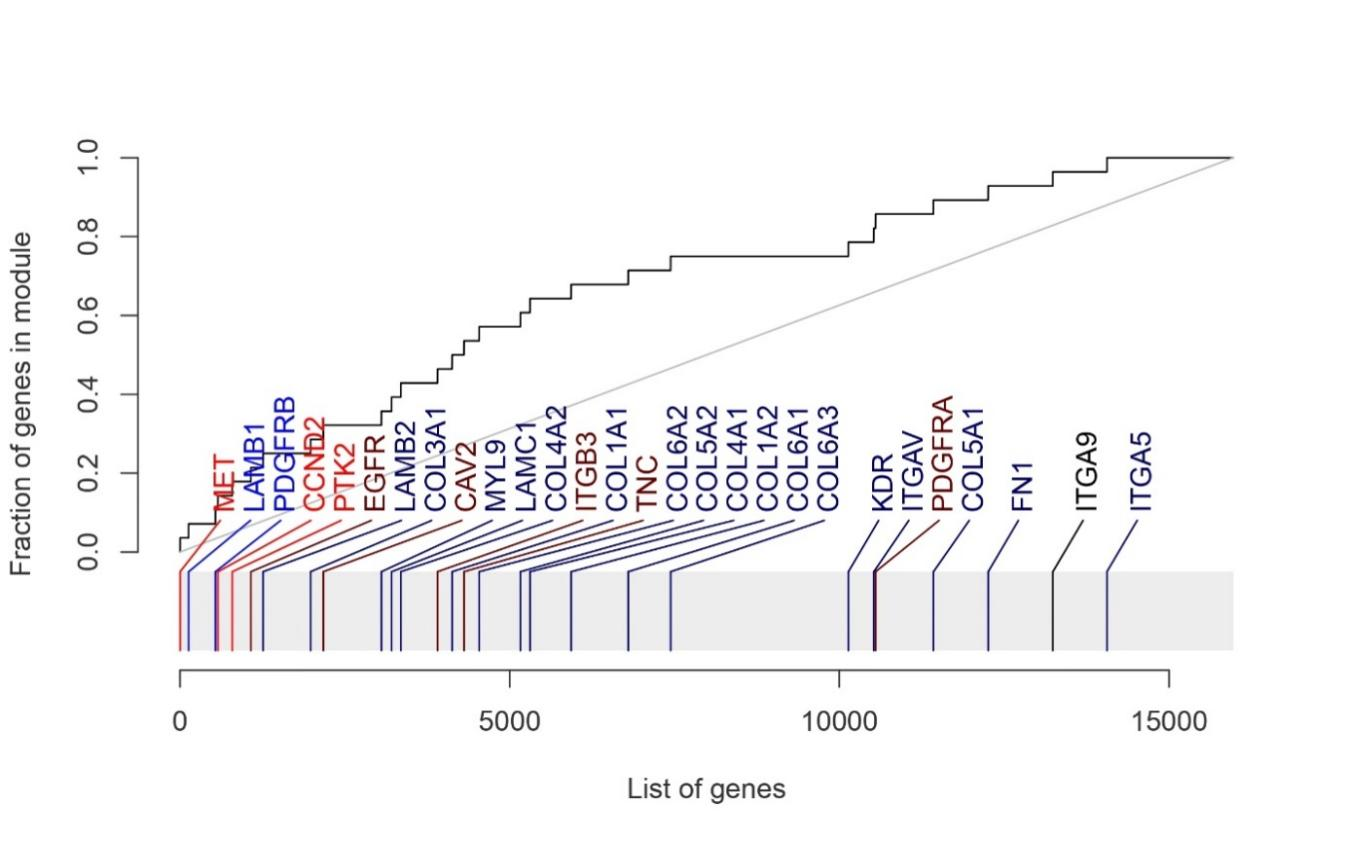 1.0
0.8
0.6
0.4
0.2
0.0
Fraction of genes in module
MET
LAMB1
PDGFRB
CCND2
PTK2
EGFR
LAMB2
COL3A1
CAV2
MYL9
LAMC1
COL4A2
ITGB3
COL1A1
TNC
COL6A2
COL5A2
COL4A1
COL1A2
COL6A1
COL6A3
KDR
ITGAV
PDGFRA
COL5A1
FN1
ITGA9
ITGA5
0 5000 10000 15000
List of genes